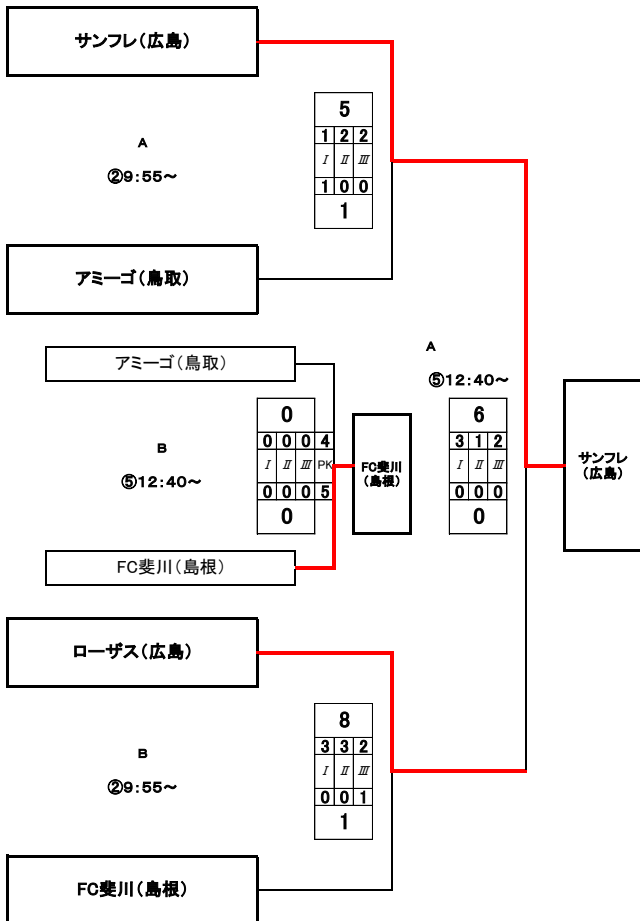 サンフレ(広島)
5
1 2 2
A
Ⅰ Ⅱ Ⅲ
②9:55~
1 0 0
1
アミーゴ(鳥取)
アミーゴ(鳥取)
A
⑤12:40~
0
6
0 0 0 4
3 1 2
B
Ⅰ Ⅱ Ⅲ PK
FC斐川
(島根)
Ⅰ Ⅱ Ⅲ
サンフレ
(広島)
⑤12:40~
0 0 0 5
0 0 0
0
0
FC斐川(島根)
ローザス(広島)
8
3 3 2
B
Ⅰ Ⅱ Ⅲ
②9:55~
0 0 1
1
FC斐川(島根)